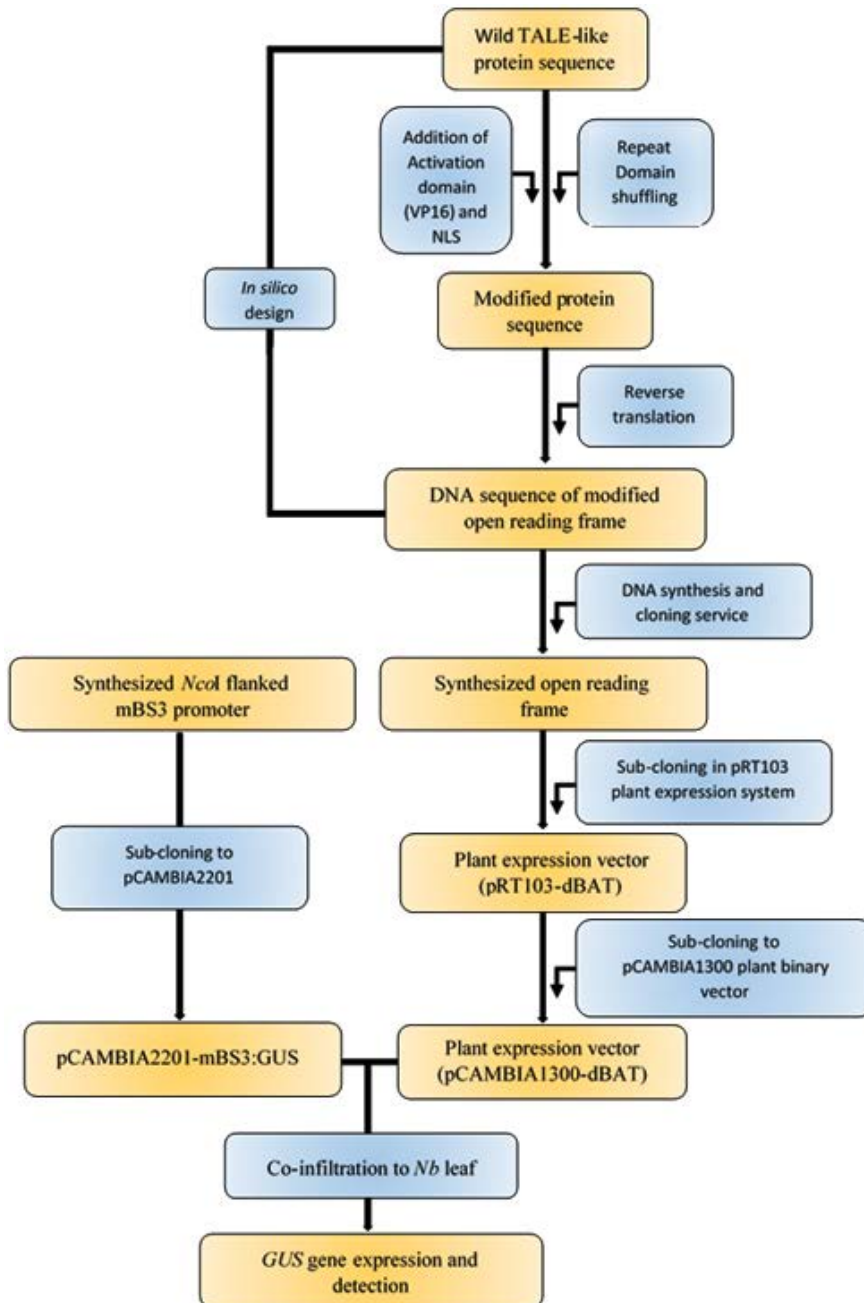 Wild TALE-like
protein sequence
Addition of
Activation
domain
(VP16) and
NLS
Repeat
Domain
shuffling
In silico
design
Modified protein
sequence
Reverse
translation
DNA sequence of modified
open reading frame
DNA synthesis and
cloning service
Synthesized NcoI flanked
mBS3 promoter
Synthesized open reading
frame
Sub-cloning in pRT103
plant expression system
Sub-cloning to
pCAMBIA2201
Plant expression vector
(pRT103-dBAT)
Sub-cloning to
pCAMBIA1300 plant binary
vector
pCAMBIA2201-mBS3:GUS
Plant expression vector
(pCAMBIA1300-dBAT)
Co-infiltration to Nb leaf
GUS gene expression and
detection